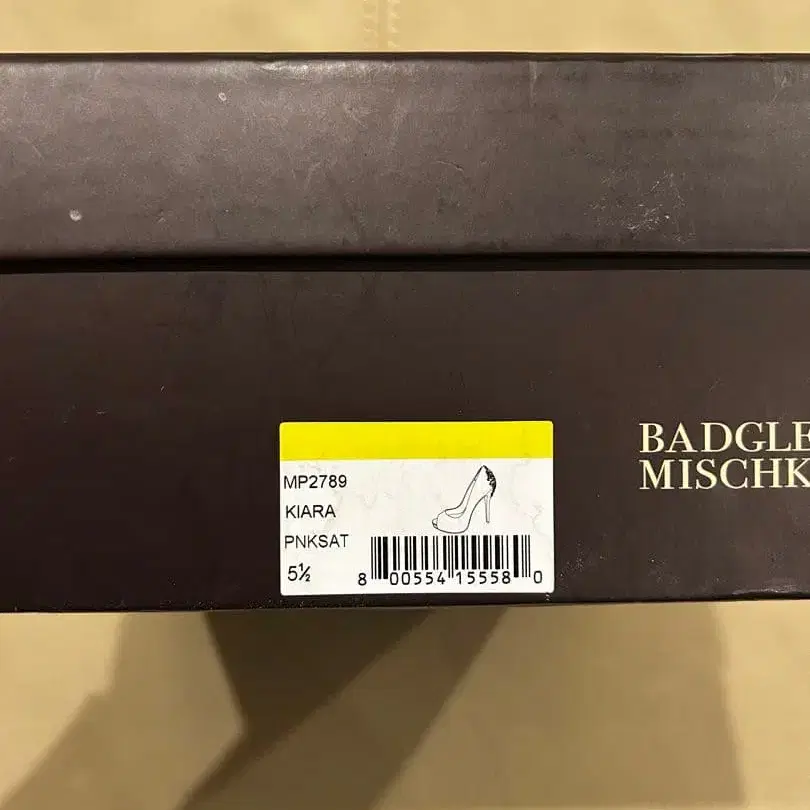 MP2789
KIARA
PNKSAT
5½
8 00554 15558 0
BADGLE
MISCHK